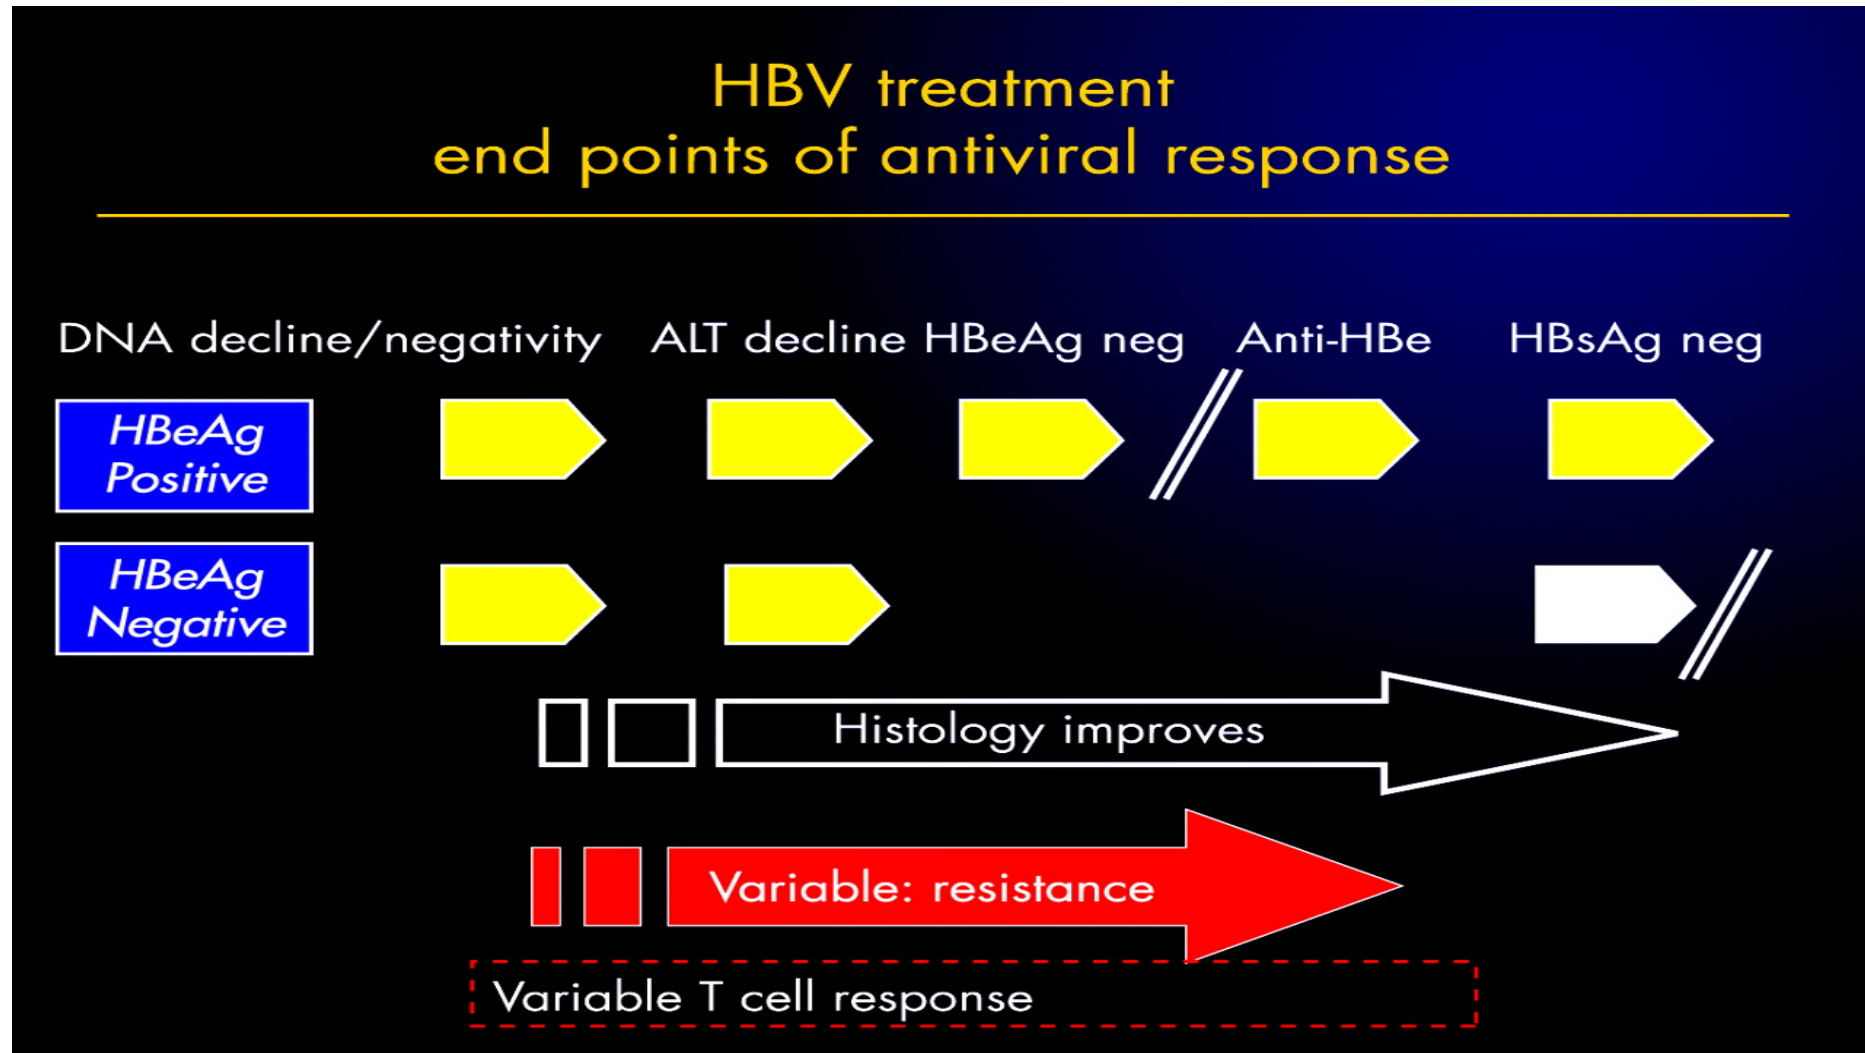 HBV treatment
end points of antiviral response
DNA decline/negativity ALT decline HBeAg neg Anti-HBe HBsAg neg
HBeAg
Positive
HBeAg
Negative
Histology improves
Variable: resistance
Variable T cell response